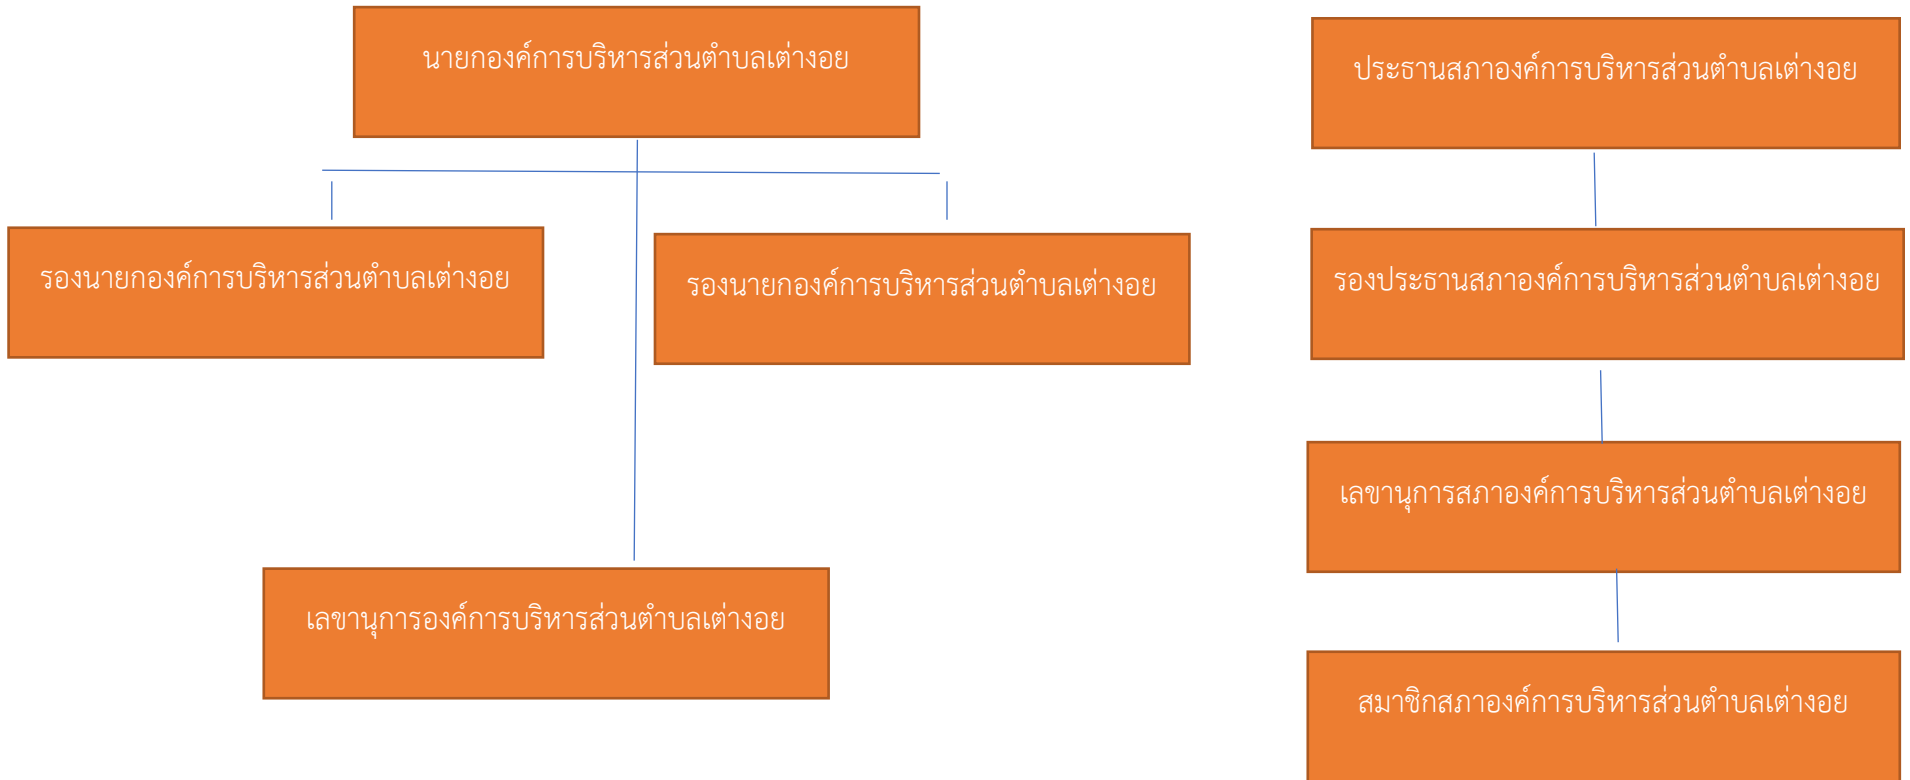 นายกองค์การบริหารส่วนตำบลเต่างอย
รองนายกองค์การบริหารส่วนตำบลเต่างอย
รองนายกองค์การบริหารส่วนตำบลเต่างอย
เลขานุการองค์การบริหารส่วนตำบลเต่างอย
ประธานสภาองค์การบริหารส่วนตำบลเต่างอย
รองประธานสภาองค์การบริหารส่วนตำบลเต่างอย
เลขานุการสภาองค์การบริหารส่วนตำบลเต่างอย
สมาชิกสภาองค์การบริหารส่วนตำบลเต่างอย